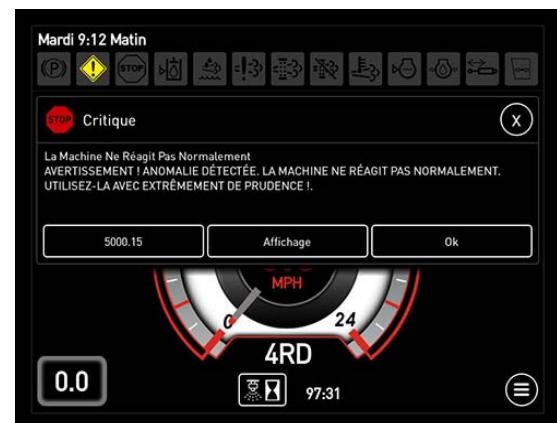 Mardi 9:12 Matin
(P) STOP
STOP Critique X
La Machine Ne Réagit Pas Normalement
AVERTISSEMENT ! ANOMALIE DÉTECTÉE. LA MACHINE NE RÉAGIT PAS NORMALEMENT.
UTILISEZ-LA AVEC EXTRÊMEMENT DE PRUDENCE !.
5000.15 Affichage Ok
MPH
0 24
4RD
0.0 97:31